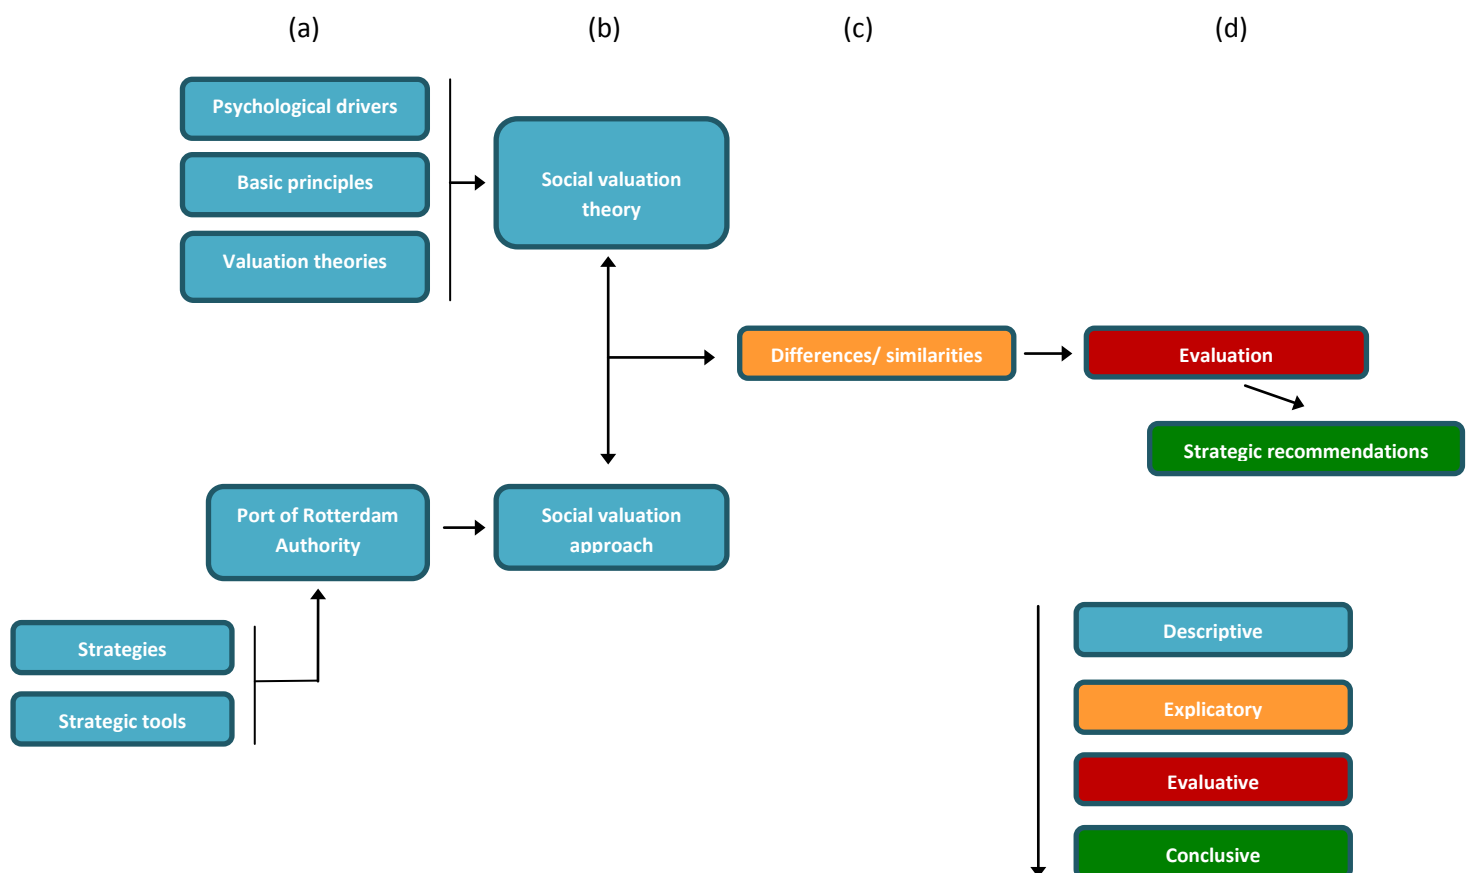 (a)
(b)
(c)
(d)
Psychological drivers
Basic principles
Valuation theories
Social valuation
theory
Differences/ similarities
Evaluation
Strategic recommendations
Port of Rotterdam
Authority
Social valuation
approach
Strategies
Strategic tools
Descriptive
Explicatory
Evaluative
Conclusive